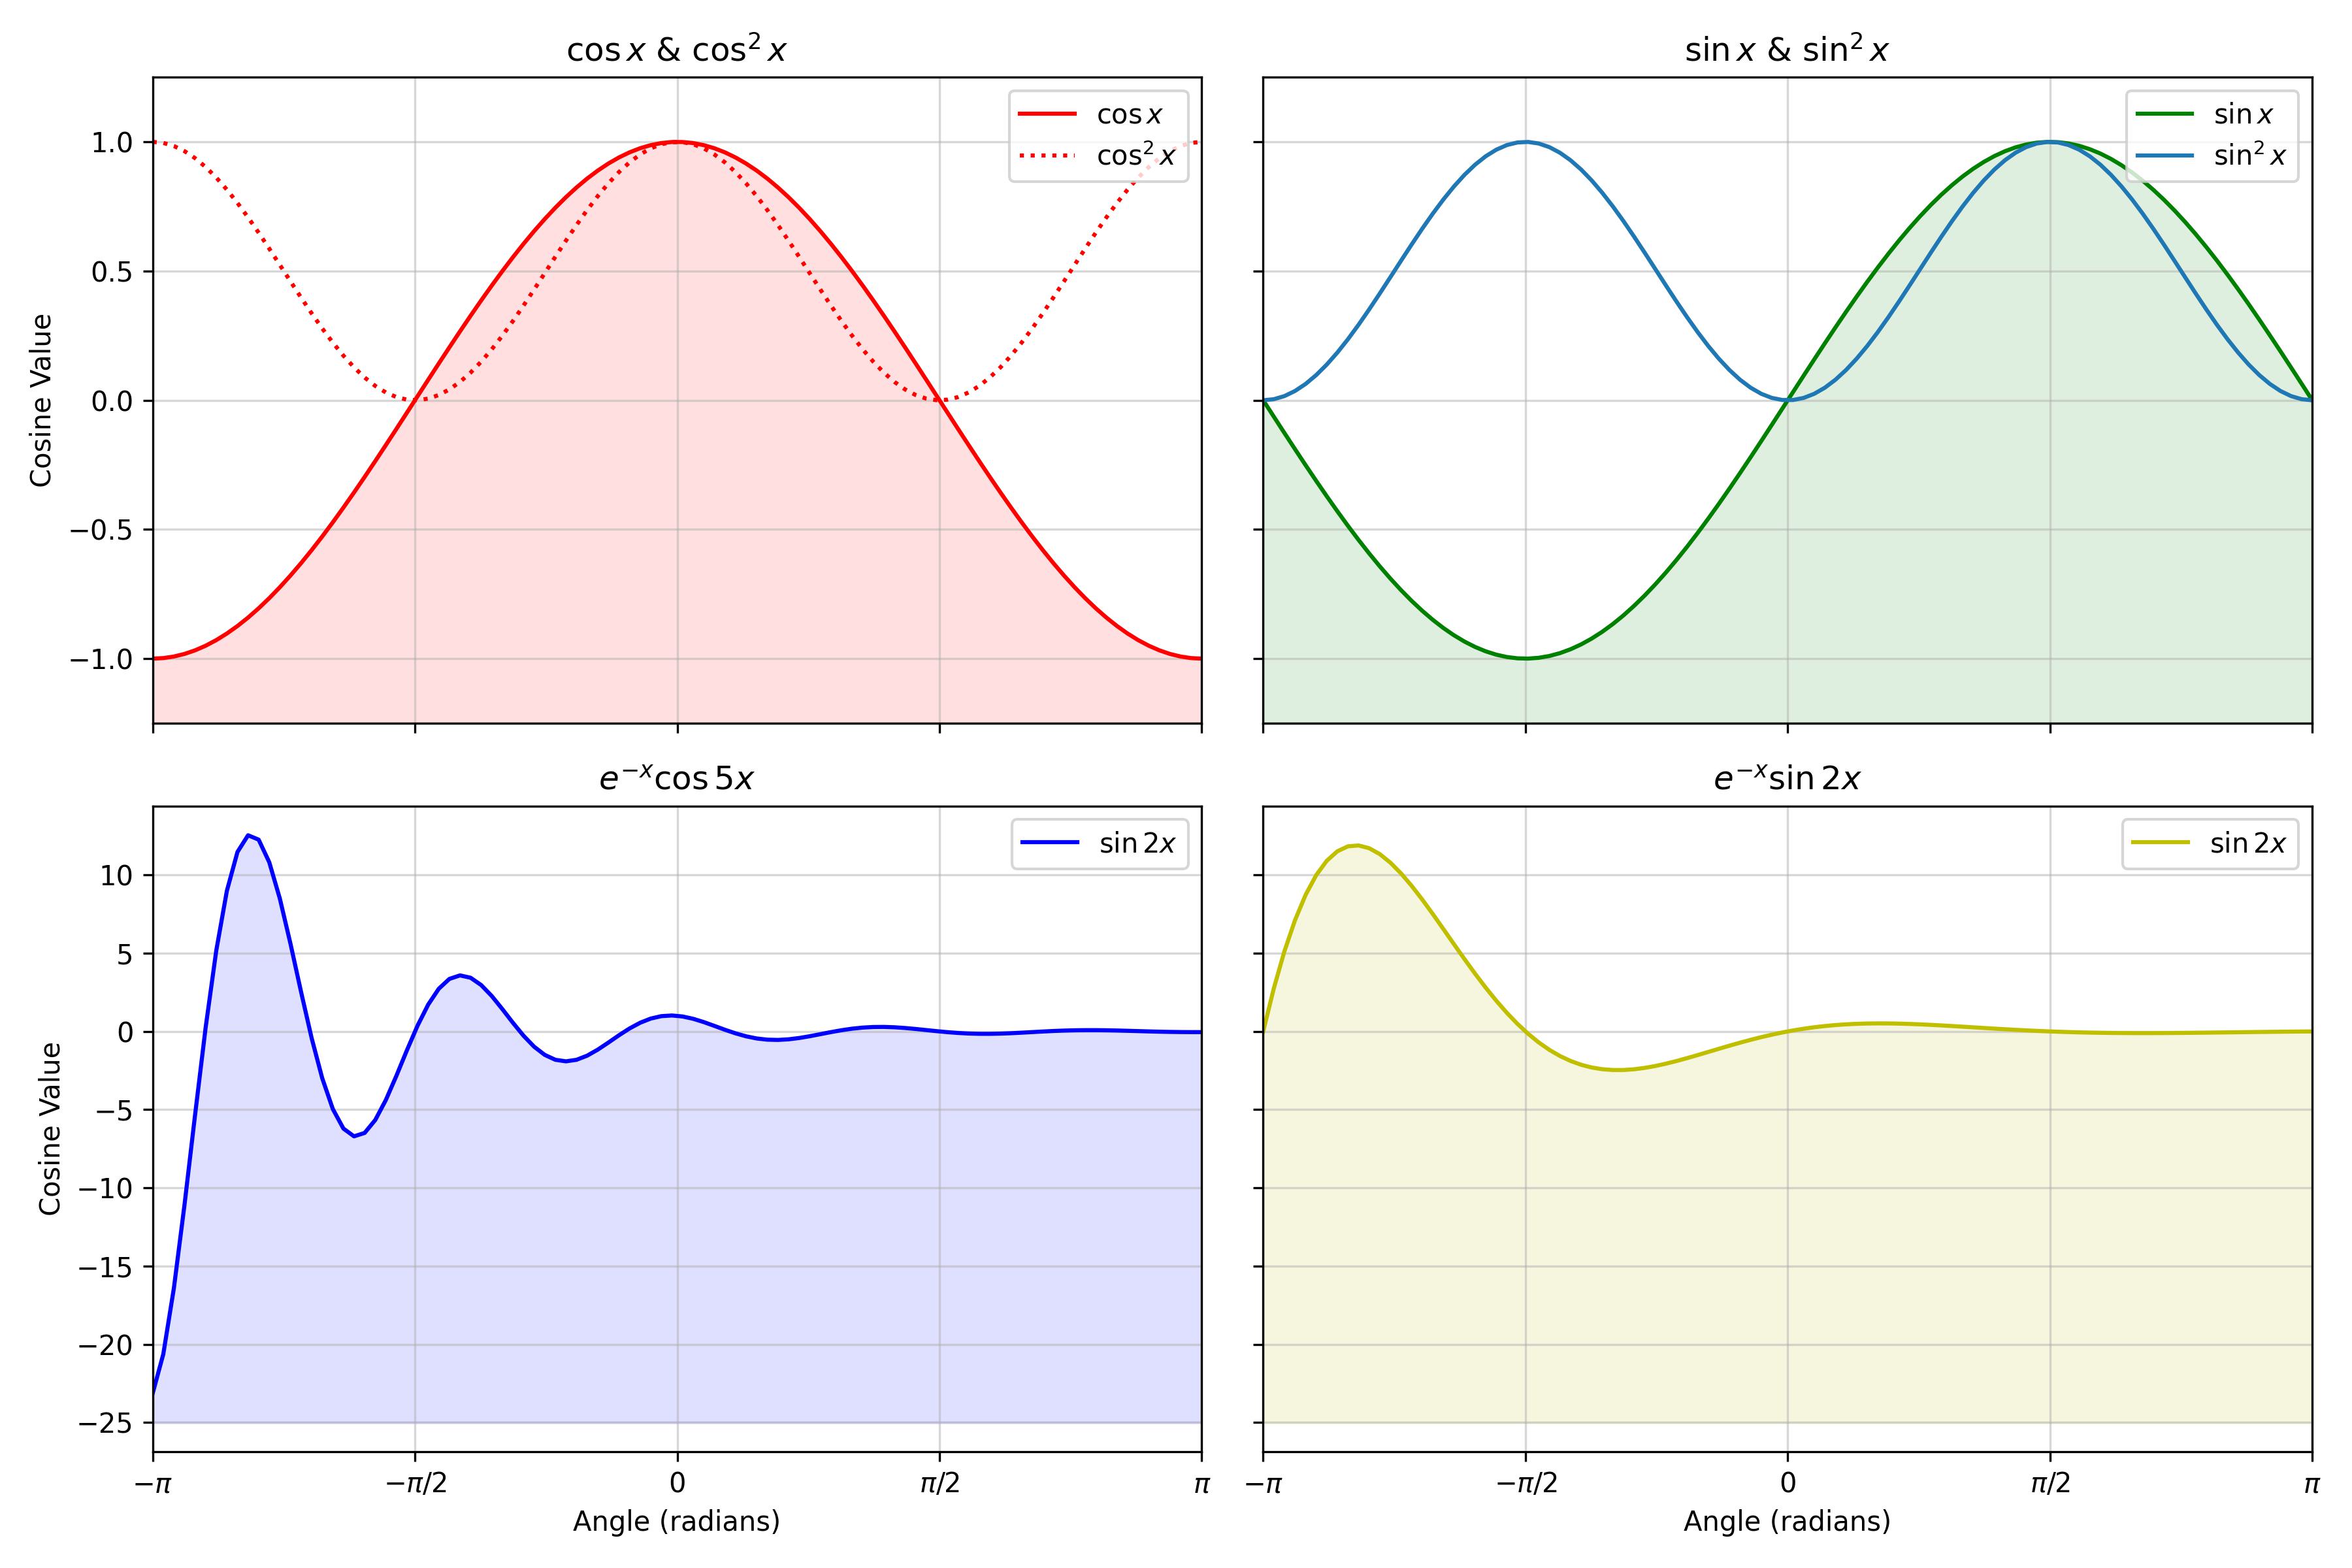 cos x & cos² x
cos x
cos² x
1.0
0.5
0.0
−0.5
−1.0
Cosine Value
sin x & sin² x
sin x
sin² x
e⁻ˣcos 5x
sin 2x
10
5
0
−5
−10
−15
−20
−25
Cosine Value
−π
−π/2
0
π/2
π
Angle (radians)
e⁻ˣsin 2x
sin 2x
−π
−π/2
0
π/2
π
Angle (radians)